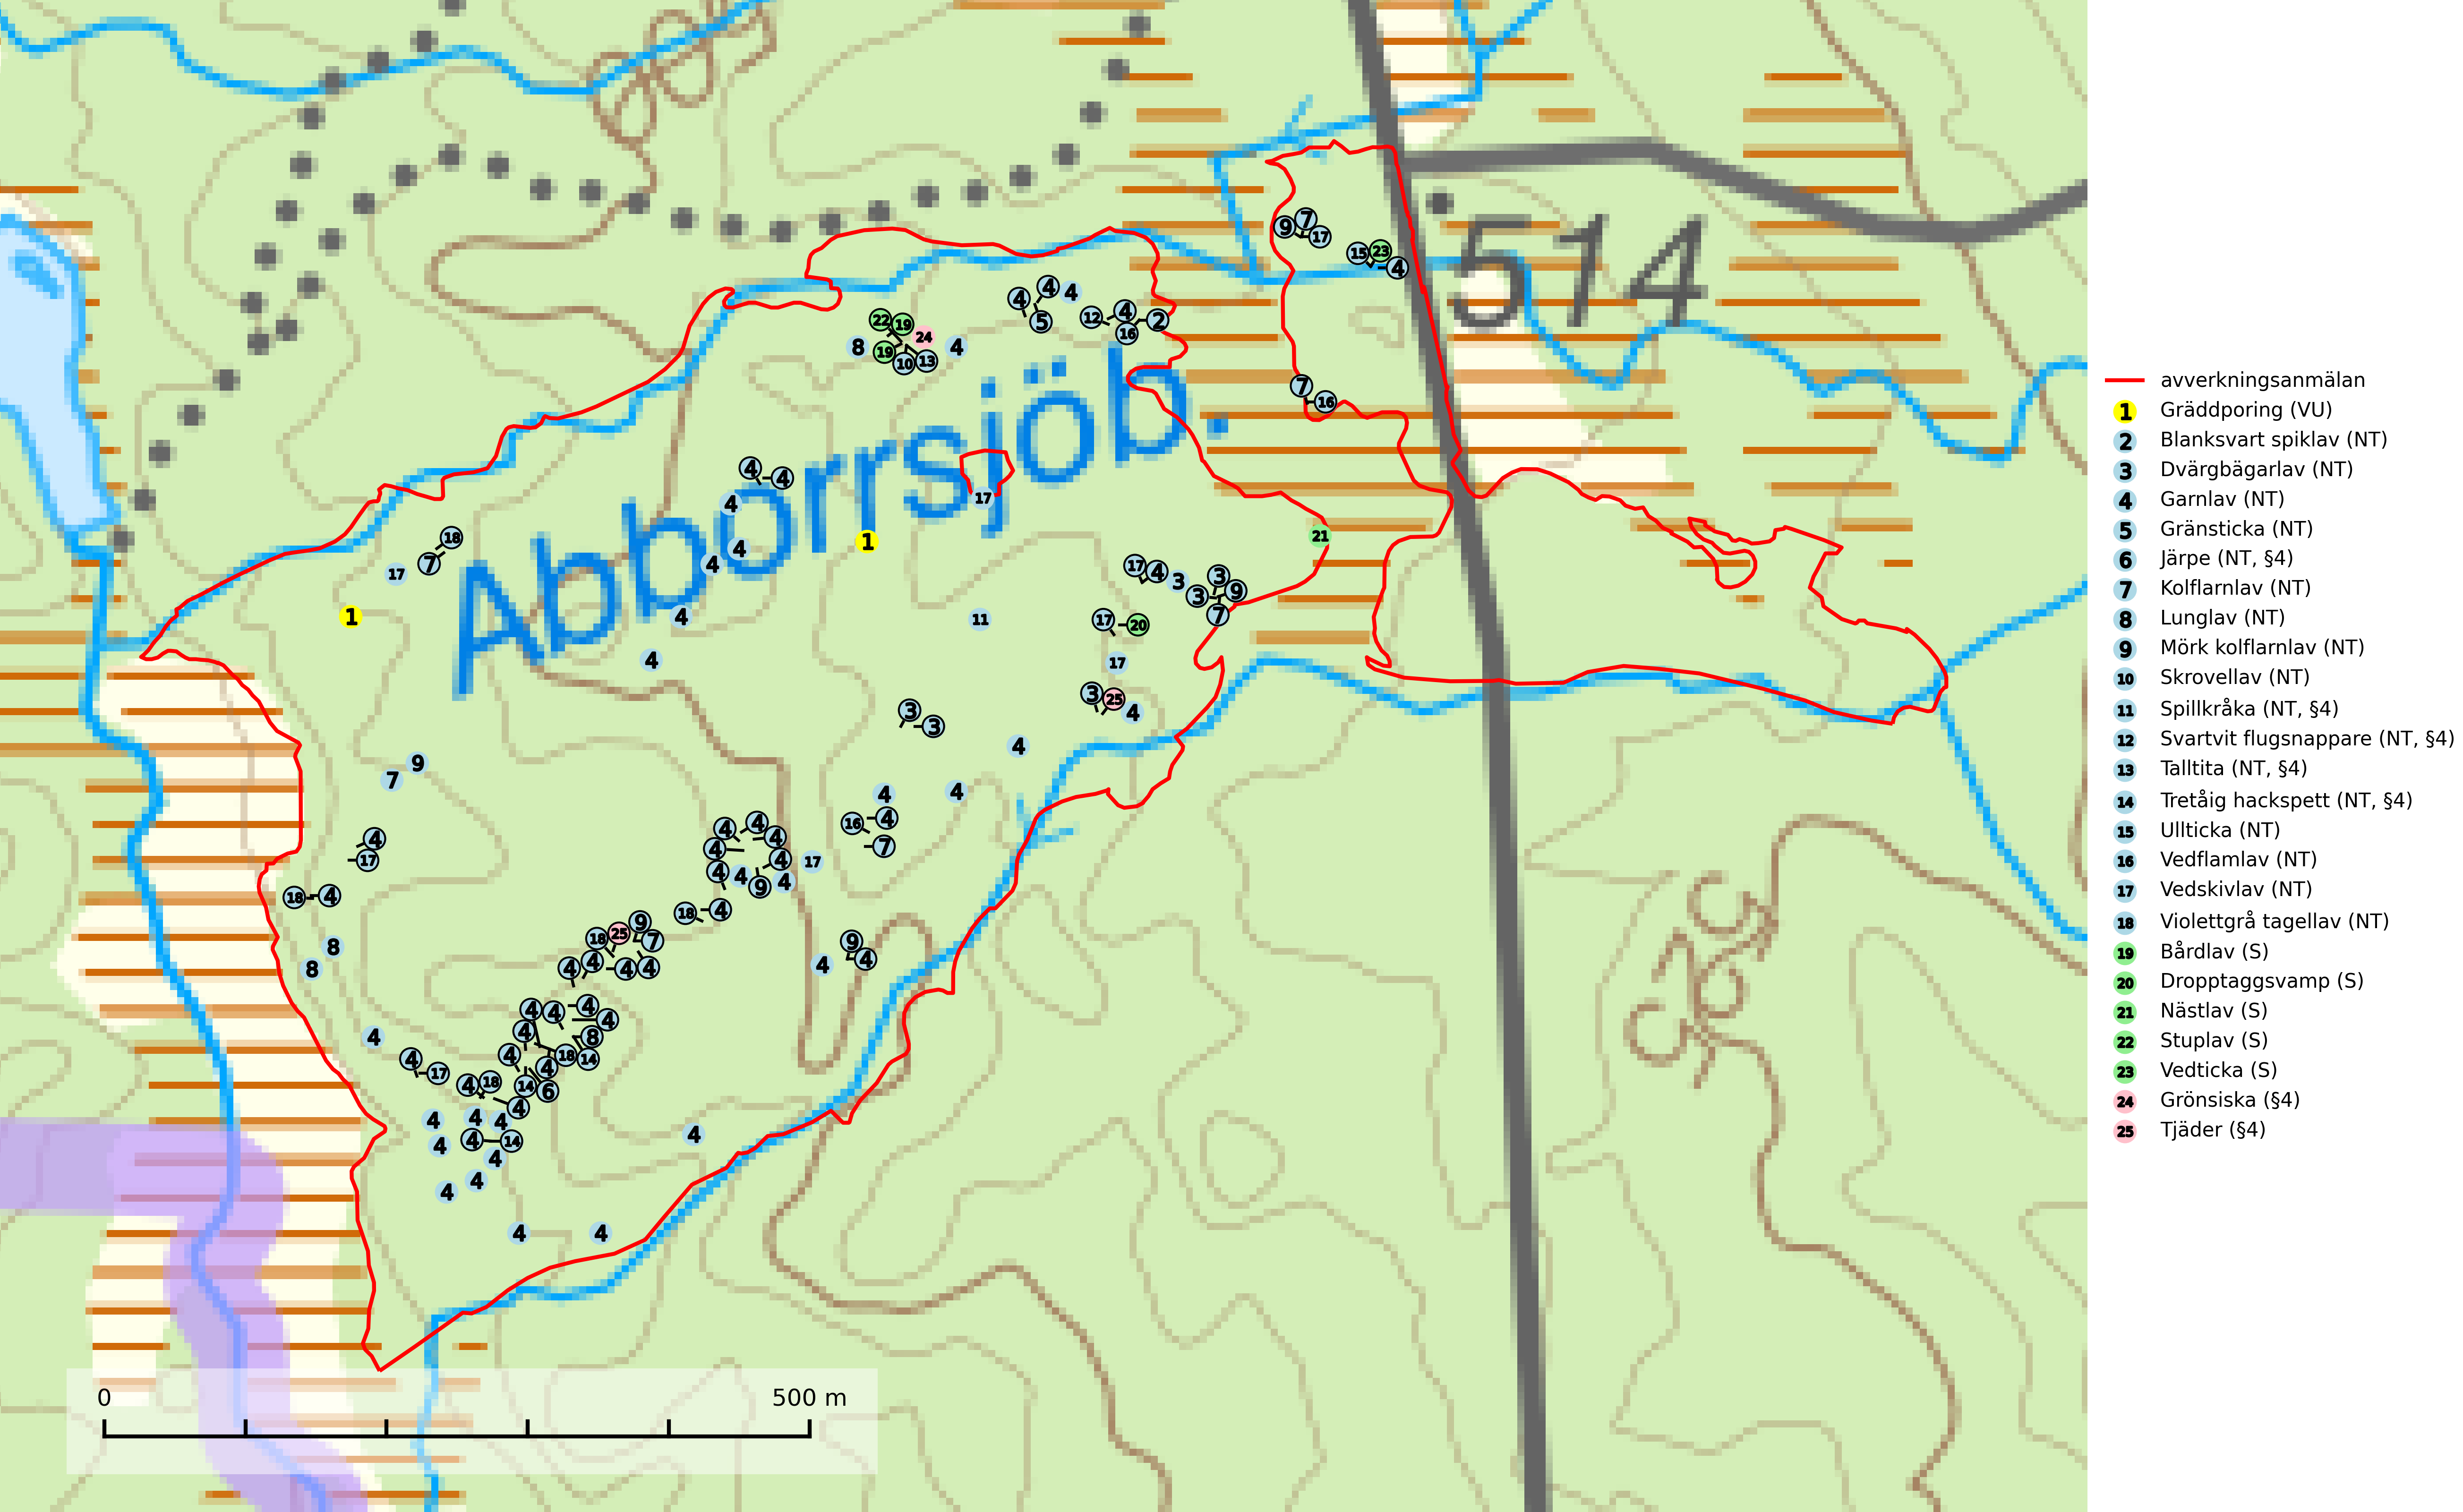 Abborrsjöb.
514
398
0 500 m
avverkningsanmälan
1 Gräddporing (VU)
2 Blanksvart spiklav (NT)
3 Dvärgbägarlav (NT)
4 Garnlav (NT)
5 Gränsticka (NT)
6 Järpe (NT, §4)
7 Kolflarnlav (NT)
8 Lunglav (NT)
9 Mörk kolflarnlav (NT)
10 Skrovellav (NT)
11 Spillkråka (NT, §4)
12 Svartvit flugsnappare (NT, §4)
13 Talltita (NT, §4)
14 Tretåig hackspett (NT, §4)
15 Ullticka (NT)
16 Vedflamlav (NT)
17 Vedskivlav (NT)
18 Violettgrå tagellav (NT)
19 Bårdlav (S)
20 Dropptaggsvamp (S)
21 Nästlav (S)
22 Stuplav (S)
23 Vedticka (S)
24 Grönsiska (§4)
25 Tjäder (§4)